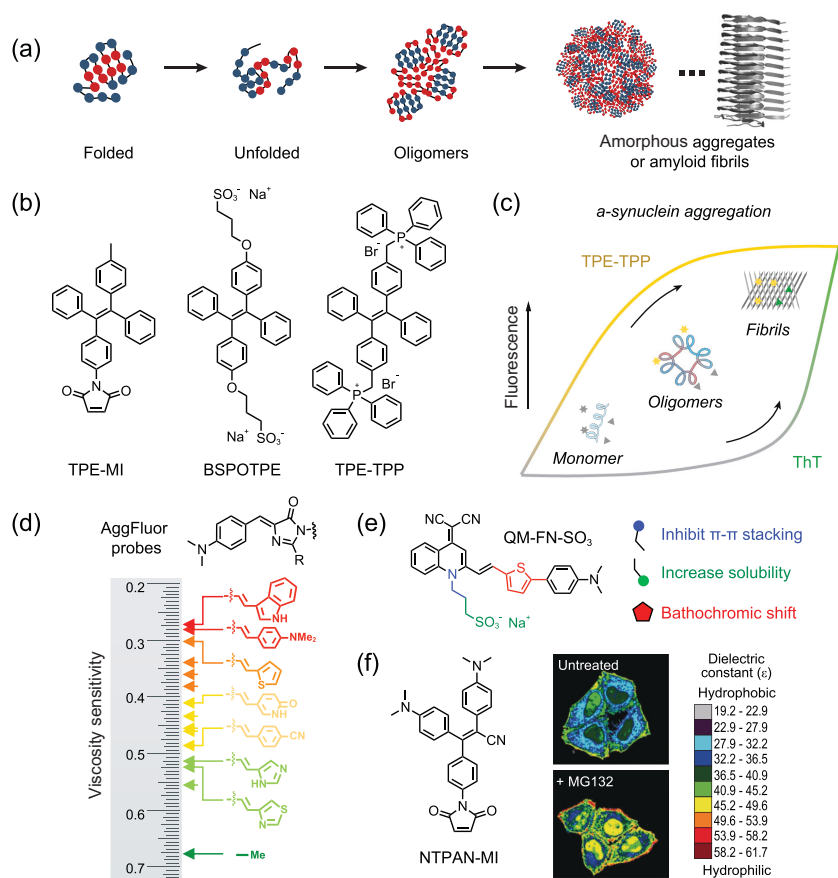 (a)
Folded
Unfolded
Oligomers
Amorphous aggregates
or amyloid fibrils
(b)
SO₃⁻ Na⁺
O
O
Na⁺
SO₃⁻
O
N
O
TPE-MI
BSPOTPE
P⁺
Br⁻
Br⁻
P⁺
TPE-TPP
(c)
a-synuclein aggregation
TPE-TPP
Fluorescence
Fibrils
Oligomers
Monomer
ThT
(d)
AggFluor
probes
O
N
N
N
R
Viscosity sensitivity
0.2
0.3
0.4
0.5
0.6
0.7
NH
NMe₂
S
O
NH
CN
N
HN
S
N
Me
(e)
NC
CN
QM-FN-SO₃
N
S
N
SO₃⁻ Na⁺
Inhibit π-π stacking
Increase solubility
Bathochromic shift
(f)
N
N
CN
O
N
O
NTPAN-MI
Untreated
+ MG132
Dielectric
constant (ε)
Hydrophobic
19.2 - 22.9
22.9 - 27.9
27.9 - 32.2
32.2 - 36.5
36.5 - 40.9
40.9 - 45.2
45.2 - 49.6
49.6 - 53.9
53.9 - 58.2
58.2 - 61.7
Hydrophilic